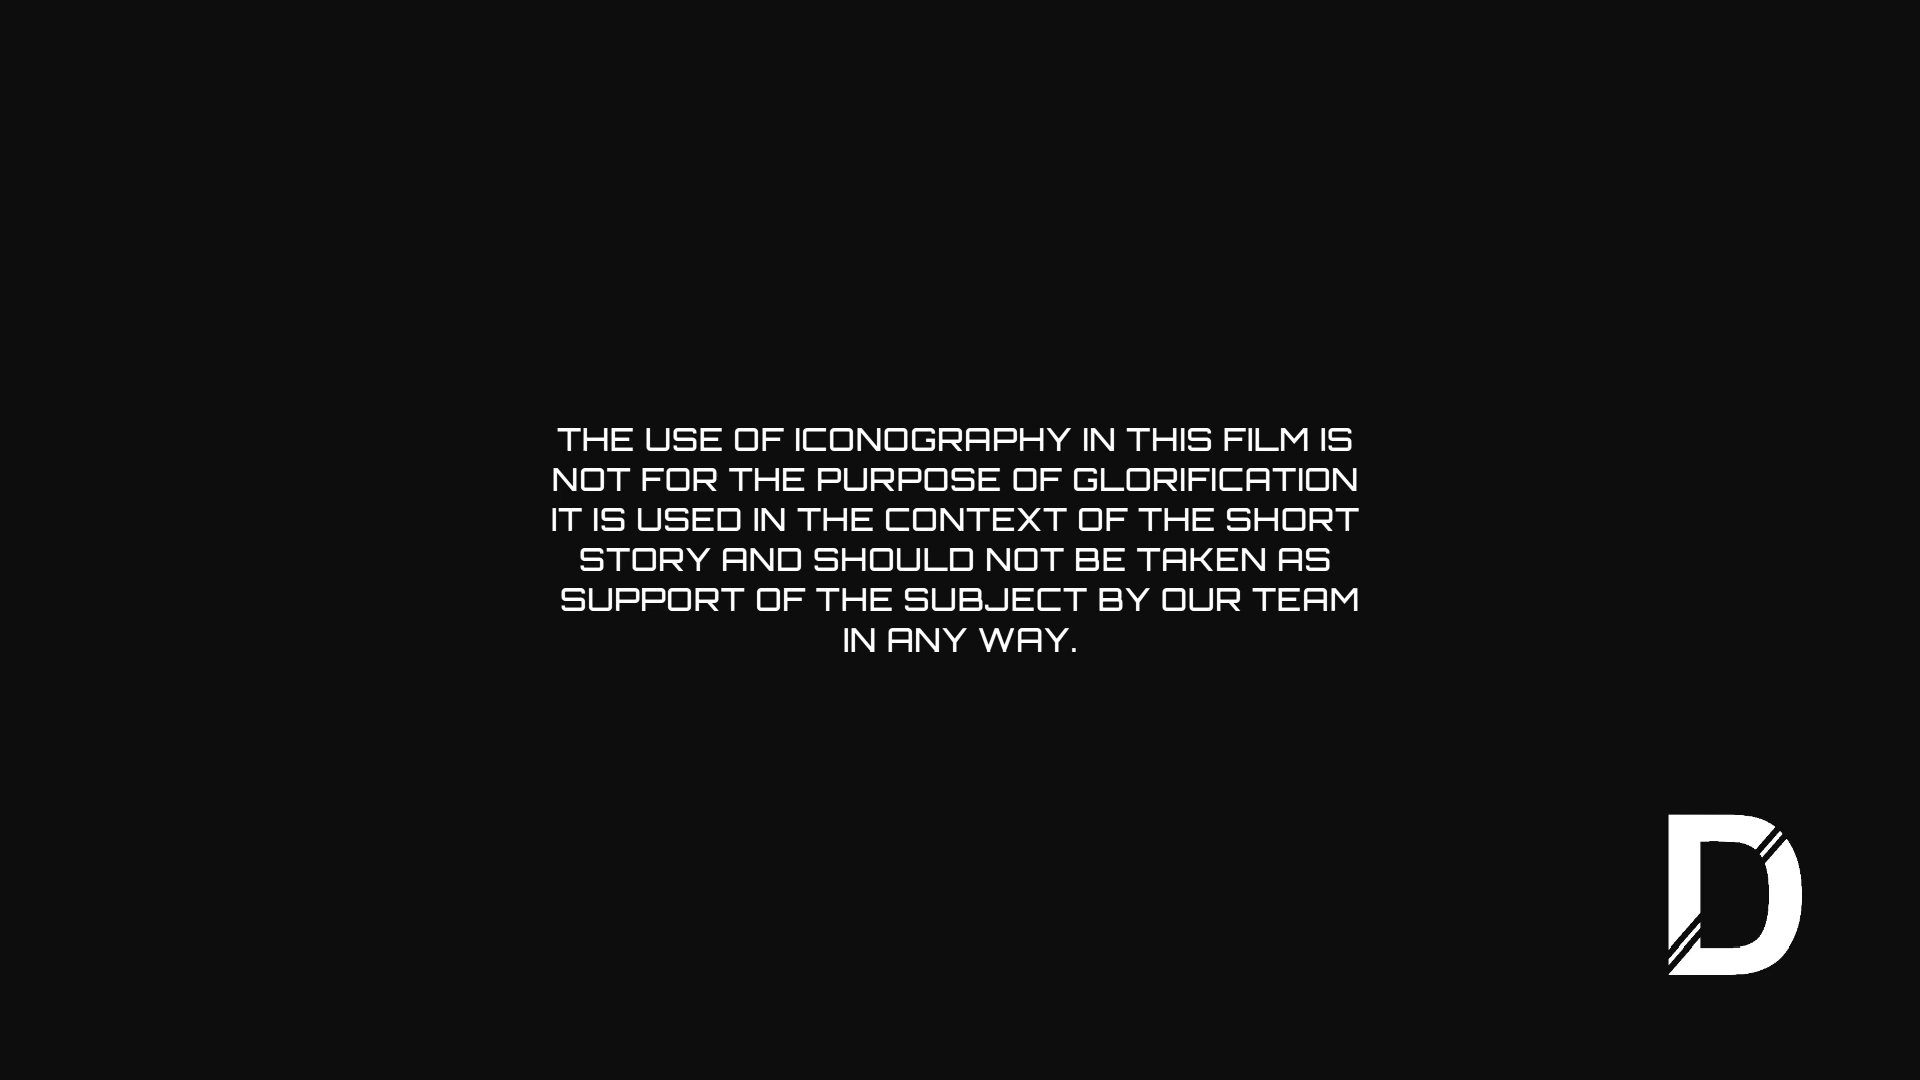 THE USE OF ICONOGRAPHY IN THIS FILM IS
NOT FOR THE PURPOSE OF GLORIFICATION
IT IS USED IN THE CONTEXT OF THE SHORT
STORY AND SHOULD NOT BE TAKEN AS
SUPPORT OF THE SUBJECT BY OUR TEAM
IN ANY WAY.
D